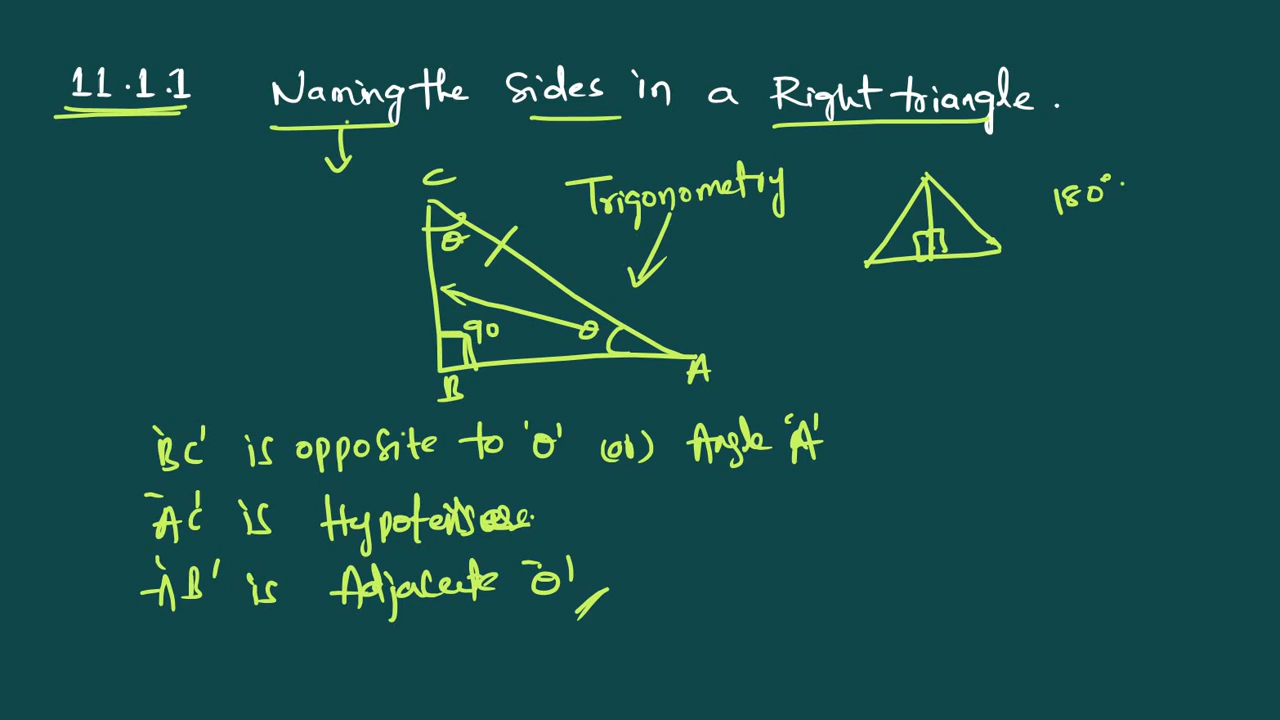 11.1.1 Naming the Sides in a Right triangle.
C
Trigonometry
180°
θ
90
θ
B
A
'BC' is opposite to 'θ' (or) Angle 'A'
'AC' is Hypotenuse.
'AB' is Adjacent 'θ'